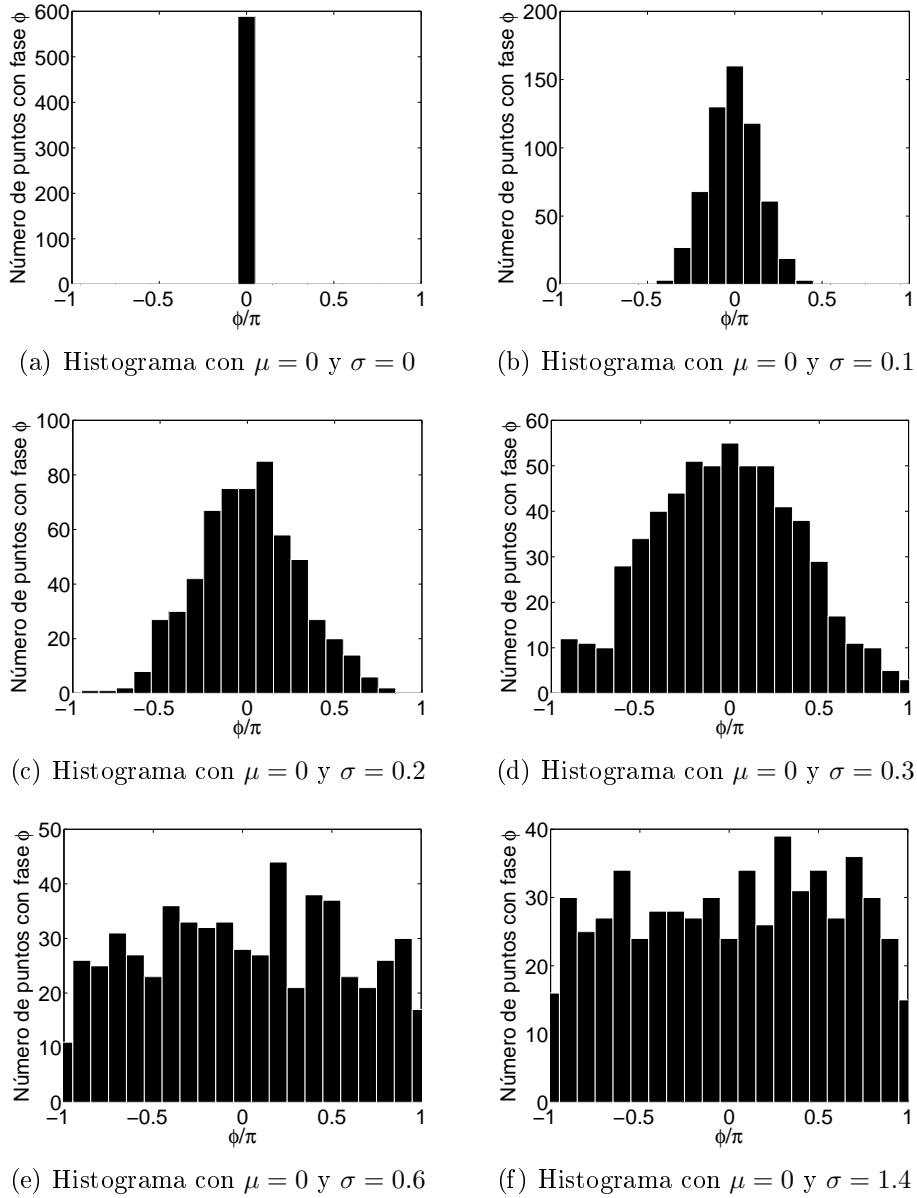 600
500
400
300
200
100
0
Número de puntos con fase ϕ
−1 −0.5 0 0.5 1
ϕ/π
(a) Histograma con μ = 0 y σ = 0
200
150
100
50
0
Número de puntos con fase ϕ
−1 −0.5 0 0.5 1
ϕ/π
(b) Histograma con μ = 0 y σ = 0.1
100
80
60
40
20
0
Número de puntos con fase ϕ
−1 −0.5 0 0.5 1
ϕ/π
(c) Histograma con μ = 0 y σ = 0.2
60
50
40
30
20
10
0
Número de puntos con fase ϕ
−1 −0.5 0 0.5 1
ϕ/π
(d) Histograma con μ = 0 y σ = 0.3
50
40
30
20
10
0
Número de puntos con fase ϕ
−1 −0.5 0 0.5 1
ϕ/π
(e) Histograma con μ = 0 y σ = 0.6
40
30
20
10
0
Número de puntos con fase ϕ
−1 −0.5 0 0.5 1
ϕ/π
(f) Histograma con μ = 0 y σ = 1.4